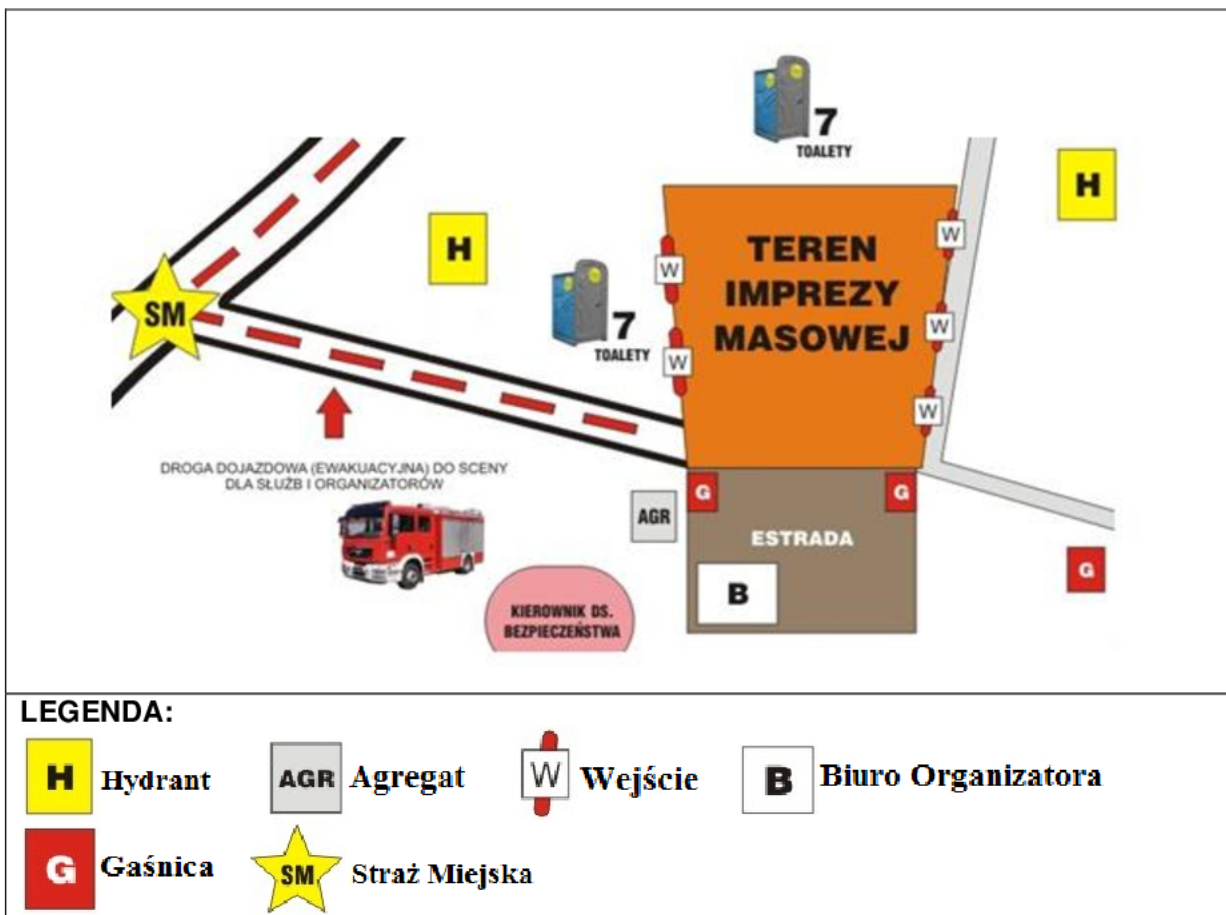 7
TOALETY
H
H
TEREN
IMPREZY
MASOWEJ
W
W
W
W
W
7
TOALETY
SM
DROGA DOJAZDOWA (EWAKUACYJNA) DO SCENY
DLA SŁUŻB I ORGANIZATORÓW
G
G
AGR
ESTRADA
G
B
KIEROWNIK DS.
BEZPIECZEŃSTWA
LEGENDA:
H Hydrant
AGR Agregat
W Wejście
B Biuro Organizatora
G Gaśnica
SM Straż Miejska